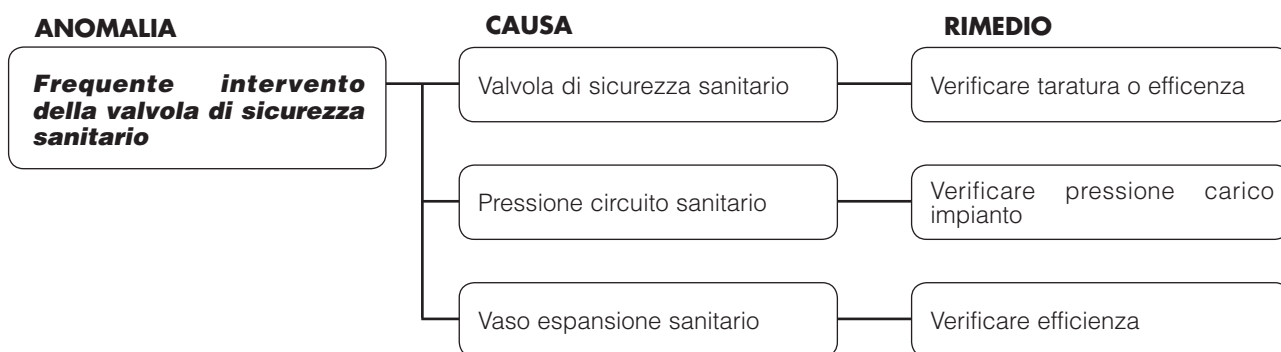 ANOMALIA
CAUSA
RIMEDIO
Frequente intervento
della valvola di sicurezza
sanitario
Valvola di sicurezza sanitario
Verificare taratura o efficenza
Pressione circuito sanitario
Verificare pressione carico
impianto
Vaso espansione sanitario
Verificare efficienza